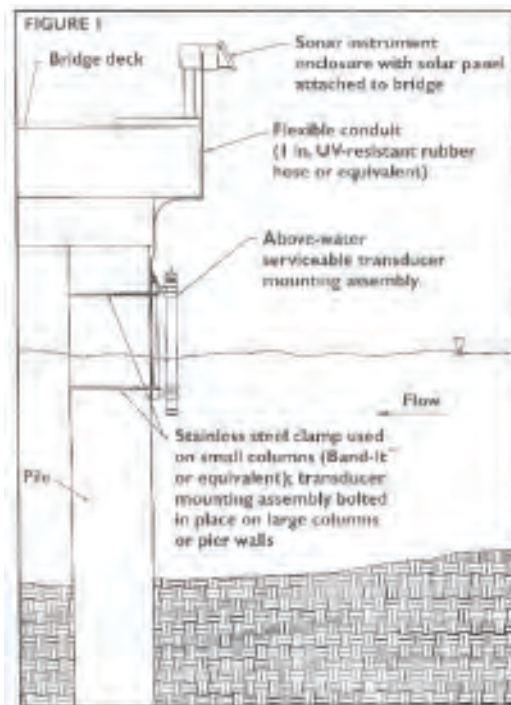 FIGURE 1
Bridge deck
Sonar instrument
enclosure with solar panel
attached to bridge
Flexible conduit
(1 in. UV-resistant rubber
hose or equivalent)
Above-water
serviceable transducer
mounting assembly
Flow
Stainless steel clamp used
on small columns (Band-It™
or equivalent); transducer
mounting assembly bolted
in place on large columns
or pier walls
Pile